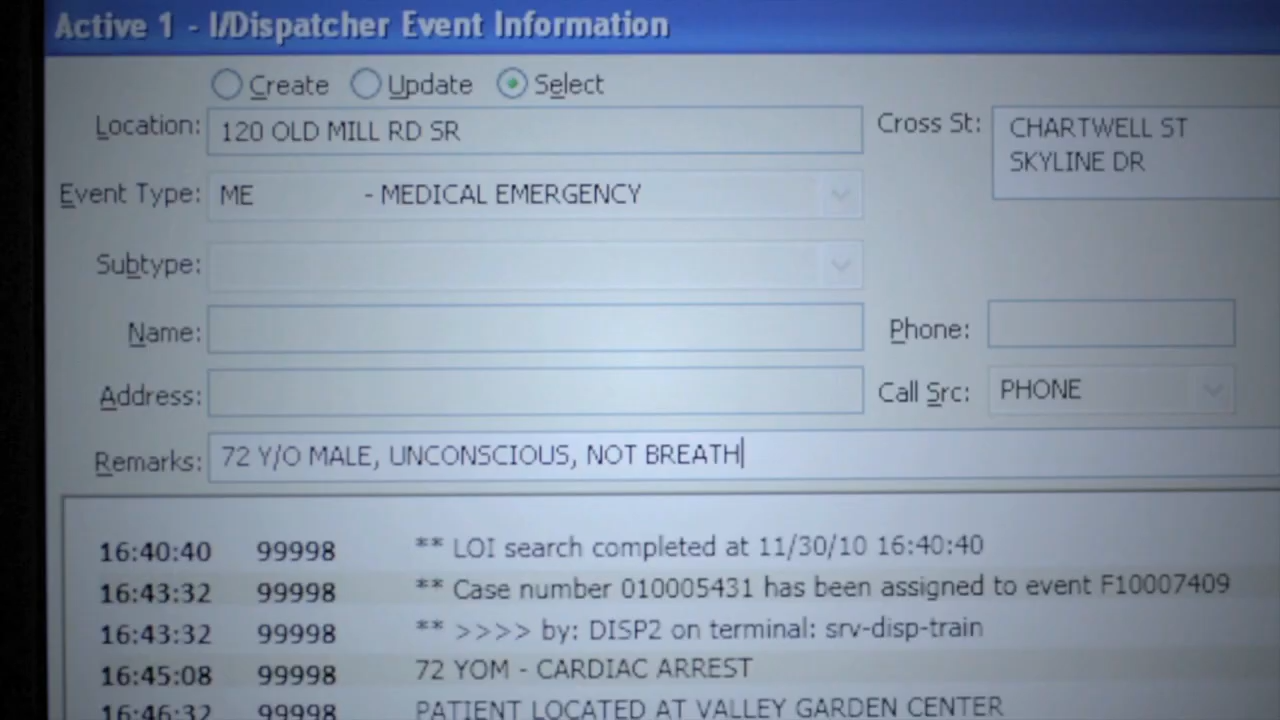 Active 1 - I/Dispatcher Event Information
Create Update Select
Location: 120 OLD MILL RD SR Cross St: CHARTWELL ST
SKYLINE DR
Event Type: ME - MEDICAL EMERGENCY
Subtype:
Name: Phone:
Address: Call Src: PHONE
Remarks: 72 Y/O MALE, UNCONSCIOUS, NOT BREATH
16:40:40 99998 ** LOI search completed at 11/30/10 16:40:40
16:43:32 99998 ** Case number 010005431 has been assigned to event F10007409
16:43:32 99998 ** >>>> by: DISP2 on terminal: srv-disp-train
16:45:08 99998 72 YOM - CARDIAC ARREST
16:46:32 99998 PATIENT LOCATED AT VALLEY GARDEN CENTER